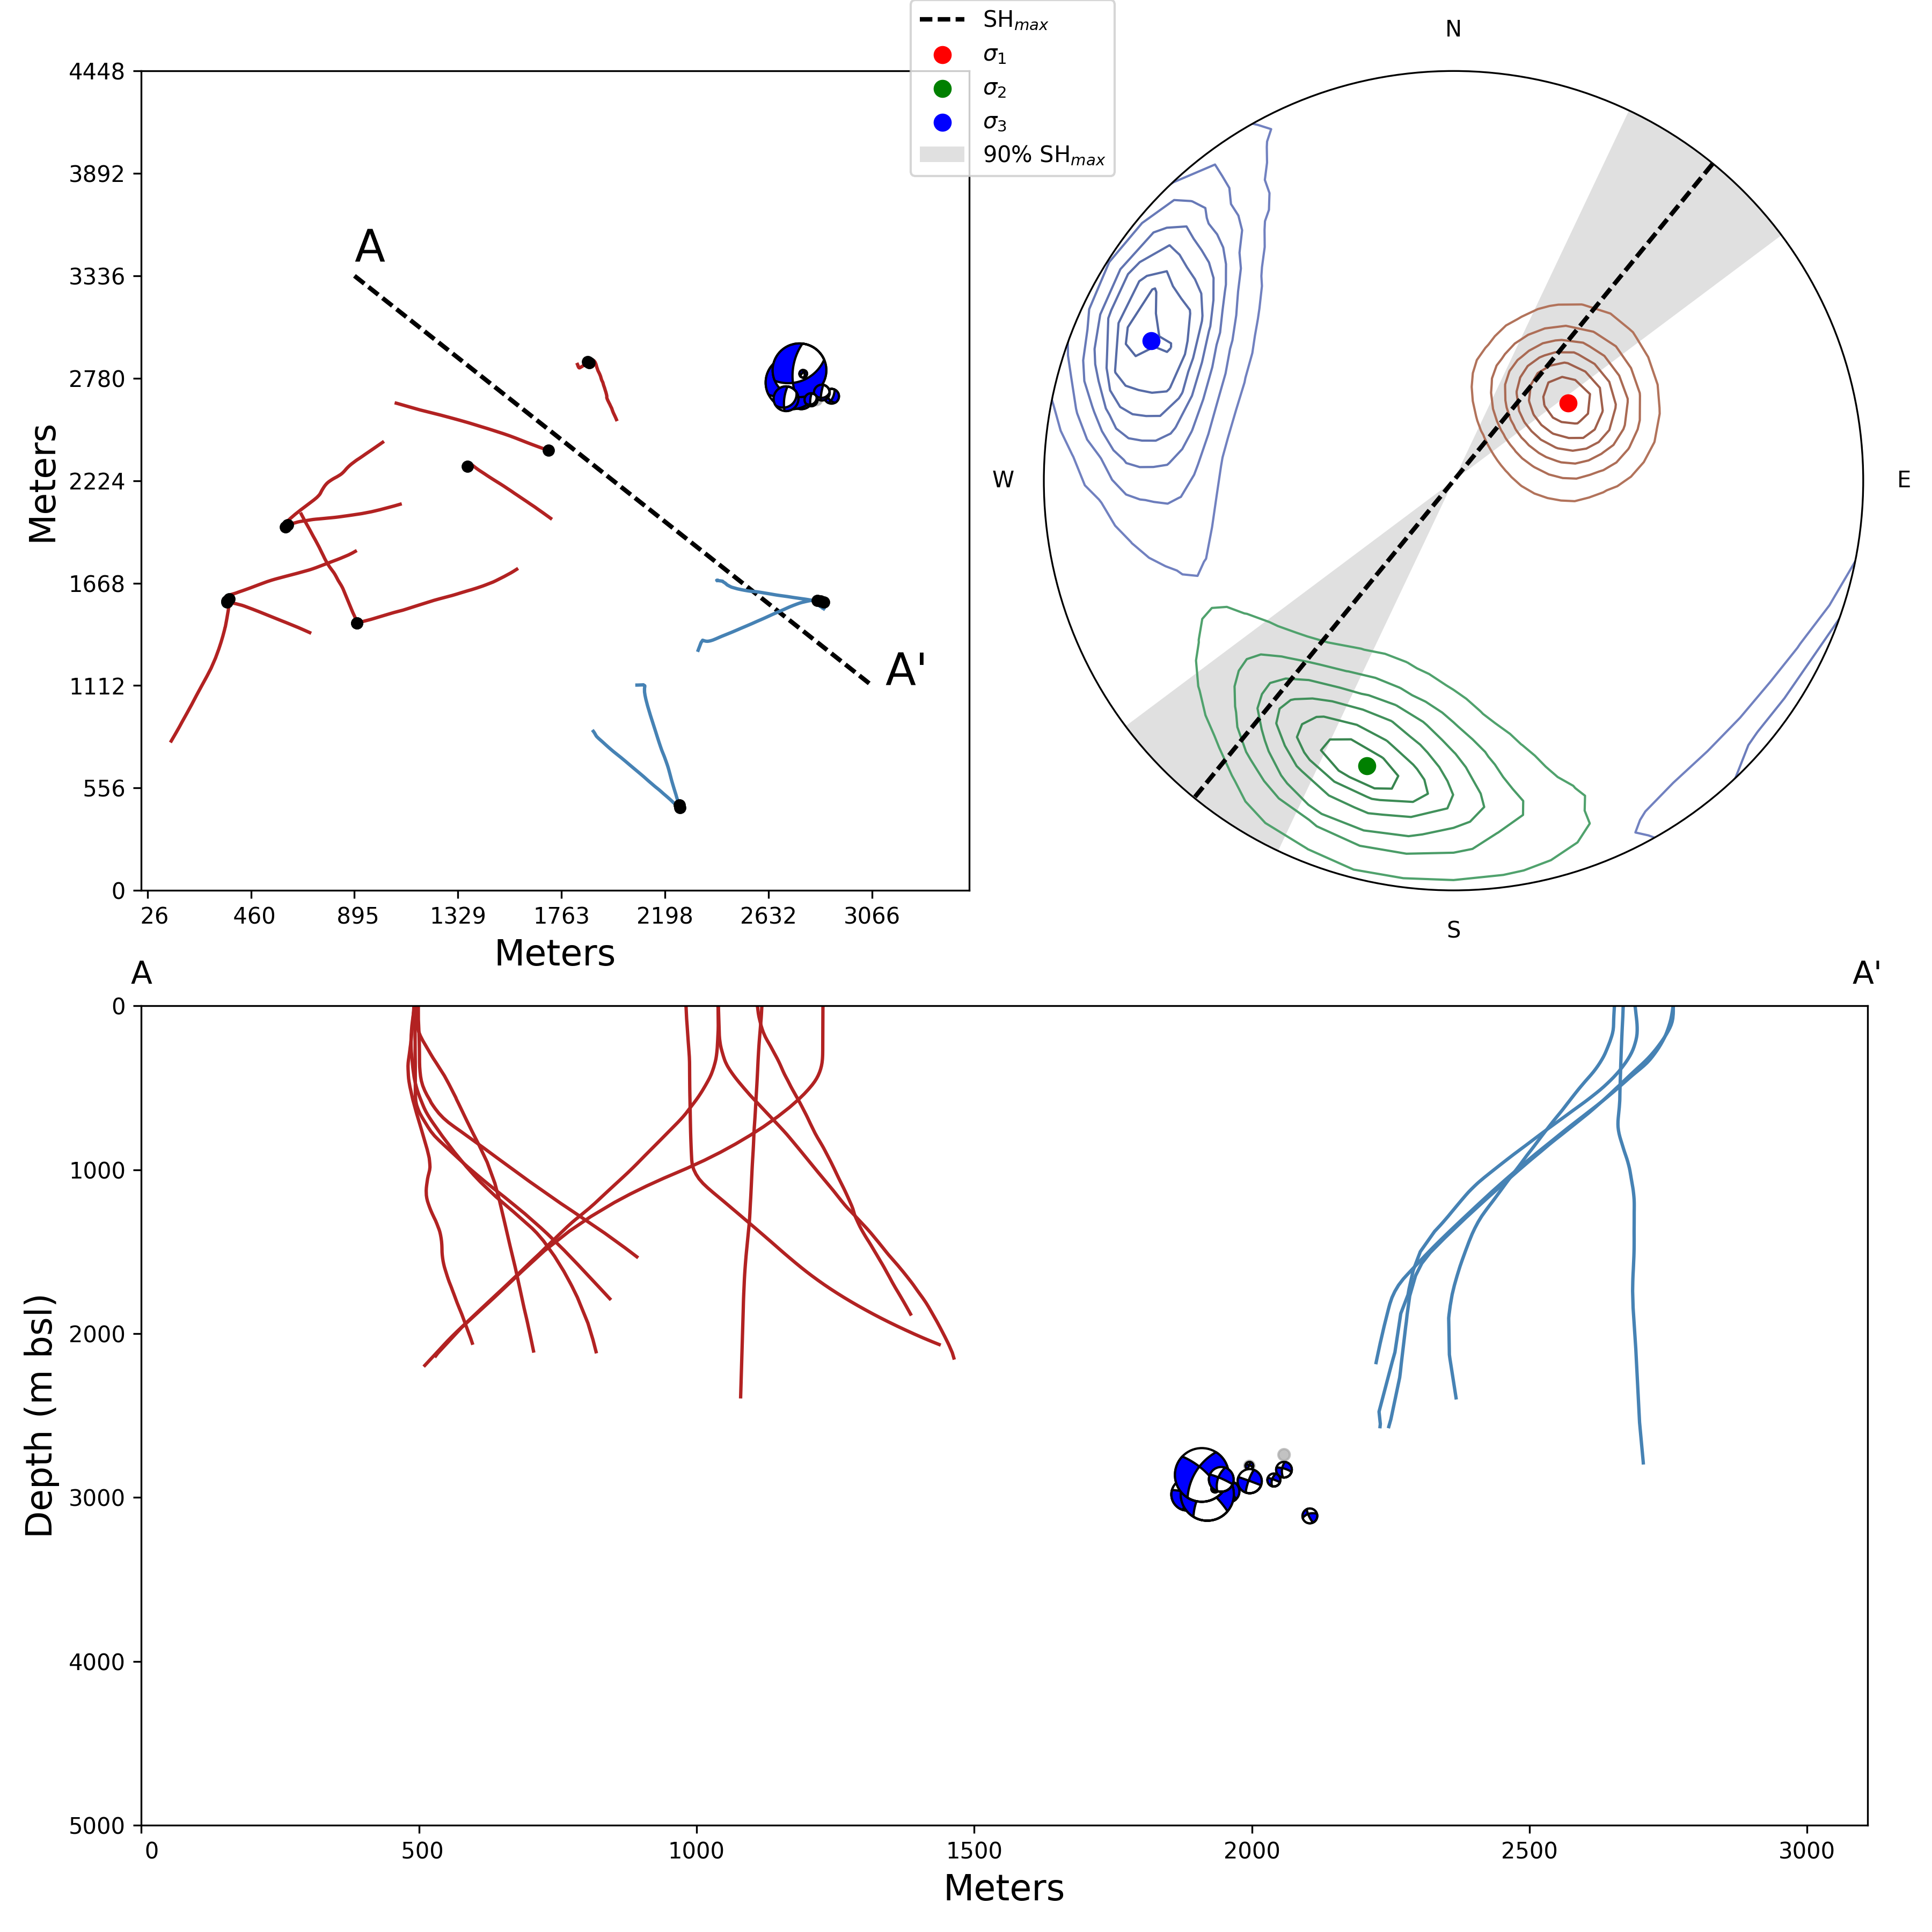 SHmax
σ1
σ2
σ3
90% SHmax
4448
3892
3336
2780
2224
1668
1112
556
0
Meters
26 460 895 1329 1763 2198 2632 3066
Meters
A
A'
N
W
E
S
A
A'
0
1000
2000
3000
4000
5000
Depth (m bsl)
0 500 1000 1500 2000 2500 3000
Meters